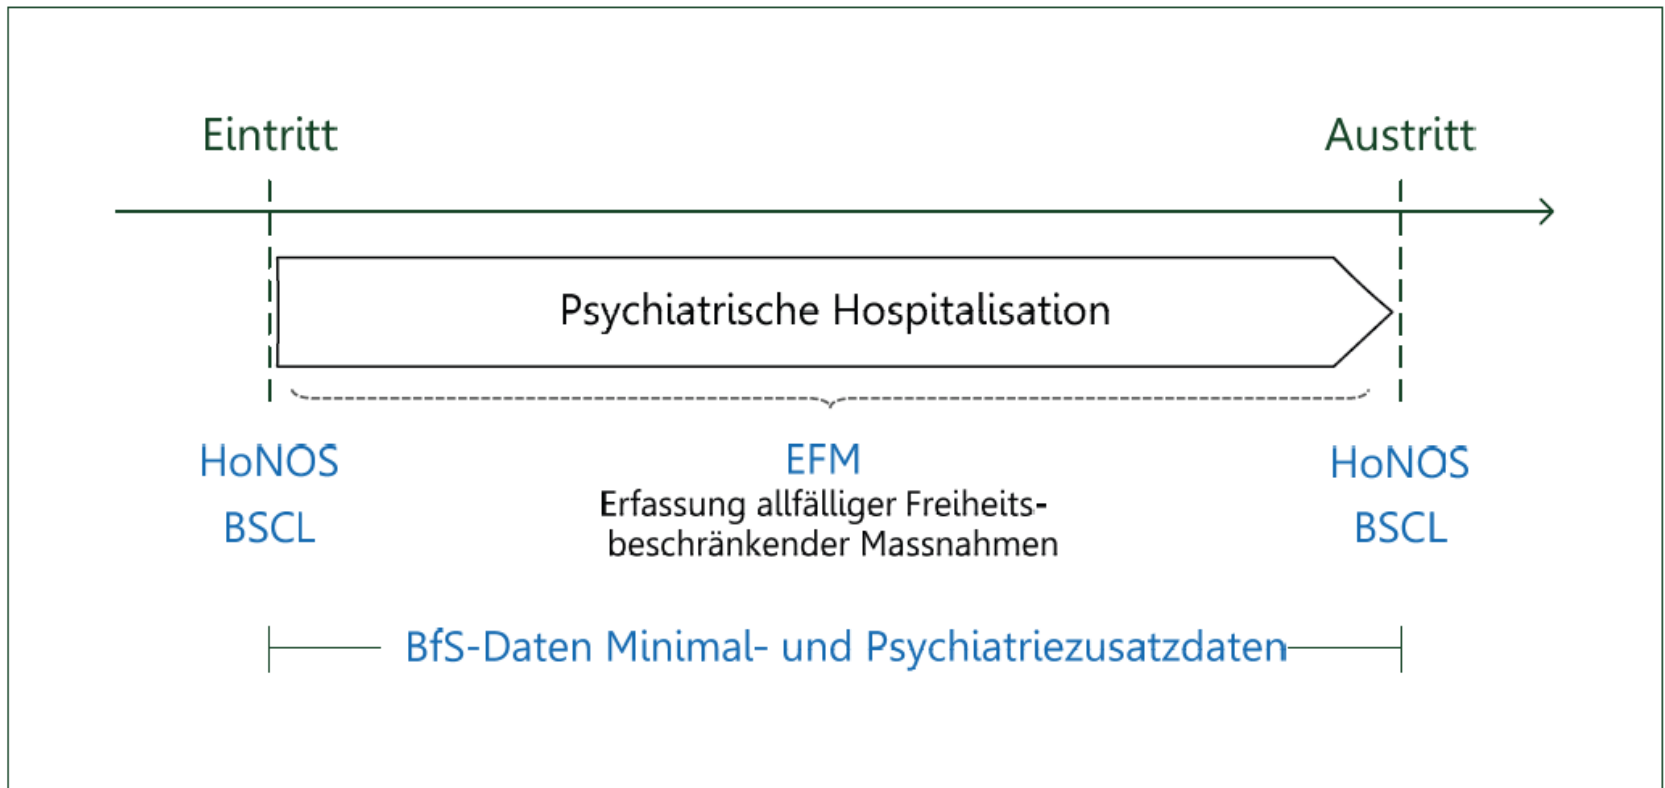 Eintritt
Austritt
Psychiatrische Hospitalisation
HoNOS
BSCL
EFM
Erfassung allfälliger Freiheits-
beschränkender Massnahmen
HoNOS
BSCL
BfS-Daten Minimal- und Psychiatriezusatzdaten